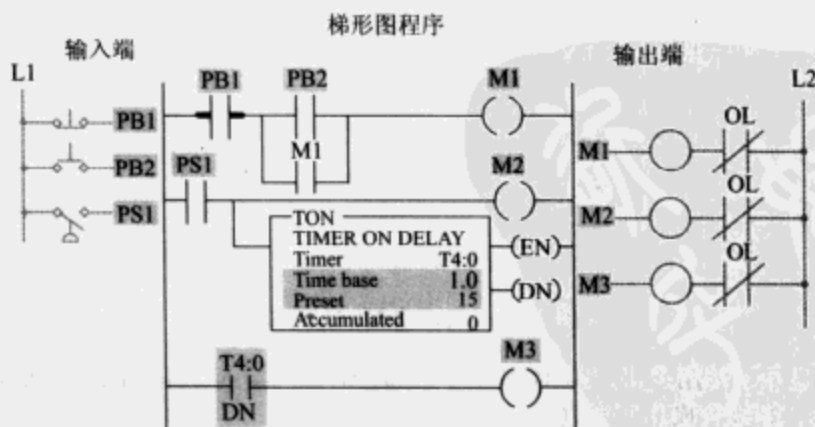 梯形图程序
输入端
输出端
L1
L2
PB1
PB2
PS1
PB1
PB2
M1
M1
PS1
M2
TON
TIMER ON DELAY
Timer T4:0
Time base 1.0
Preset 15
Accumulated 0
(EN)
(DN)
T4:0
DN
M3
OL
M1
OL
M2
OL
M3